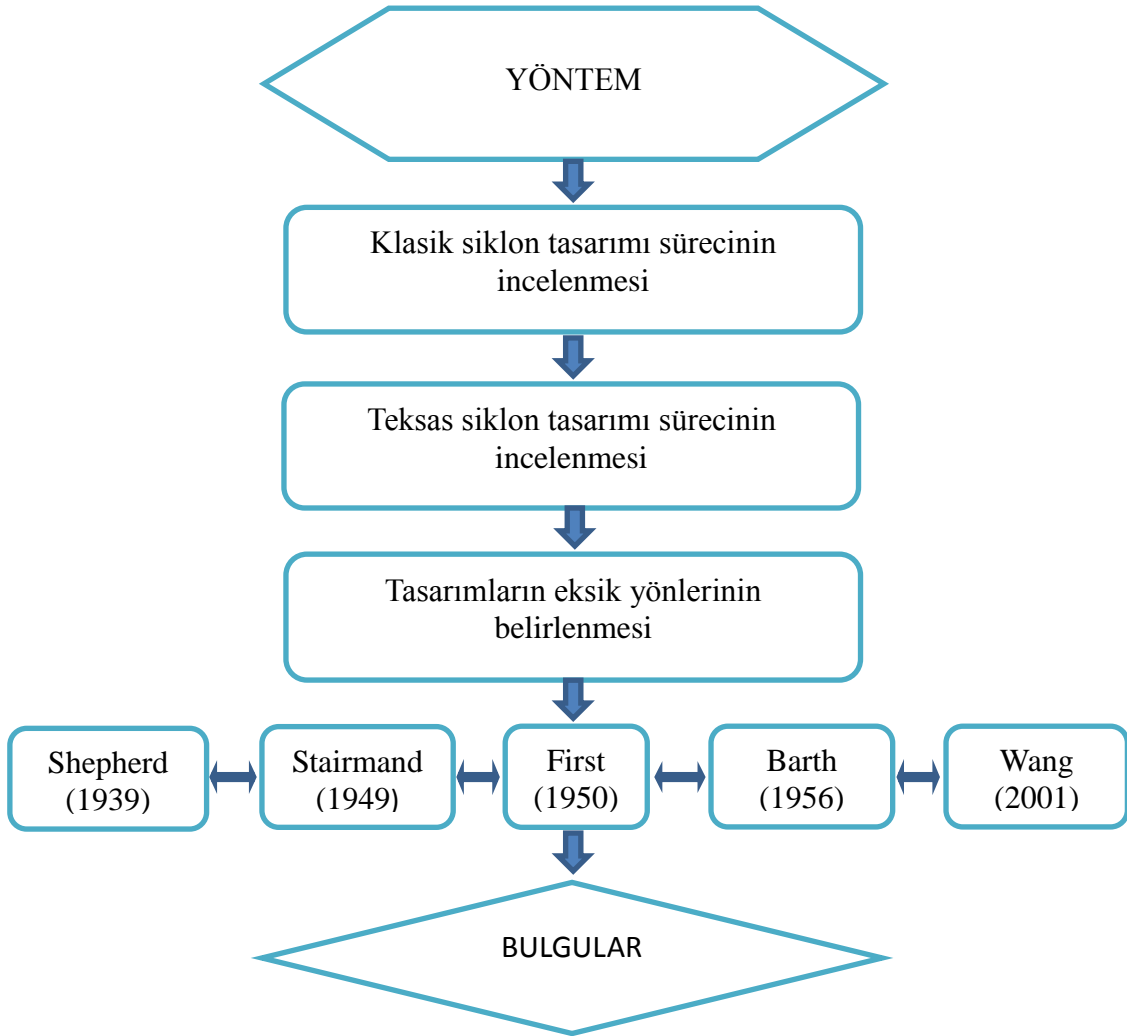 YÖNTEM
Klasik siklon tasarımı sürecinin
incelenmesi
Teksas siklon tasarımı sürecinin
incelenmesi
Tasarımların eksik yönlerinin
belirlenmesi
Shepherd
(1939)
Stairmand
(1949)
First
(1950)
Barth
(1956)
Wang
(2001)
BULGULAR